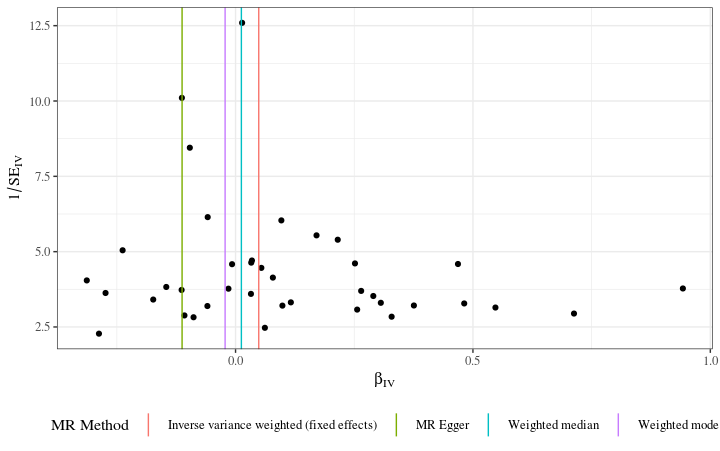 12.5
10.0
7.5
5.0
2.5
1/SE_IV
0.0 0.5 1.0
β_IV
MR Method Inverse variance weighted (fixed effects) MR Egger Weighted median Weighted mode